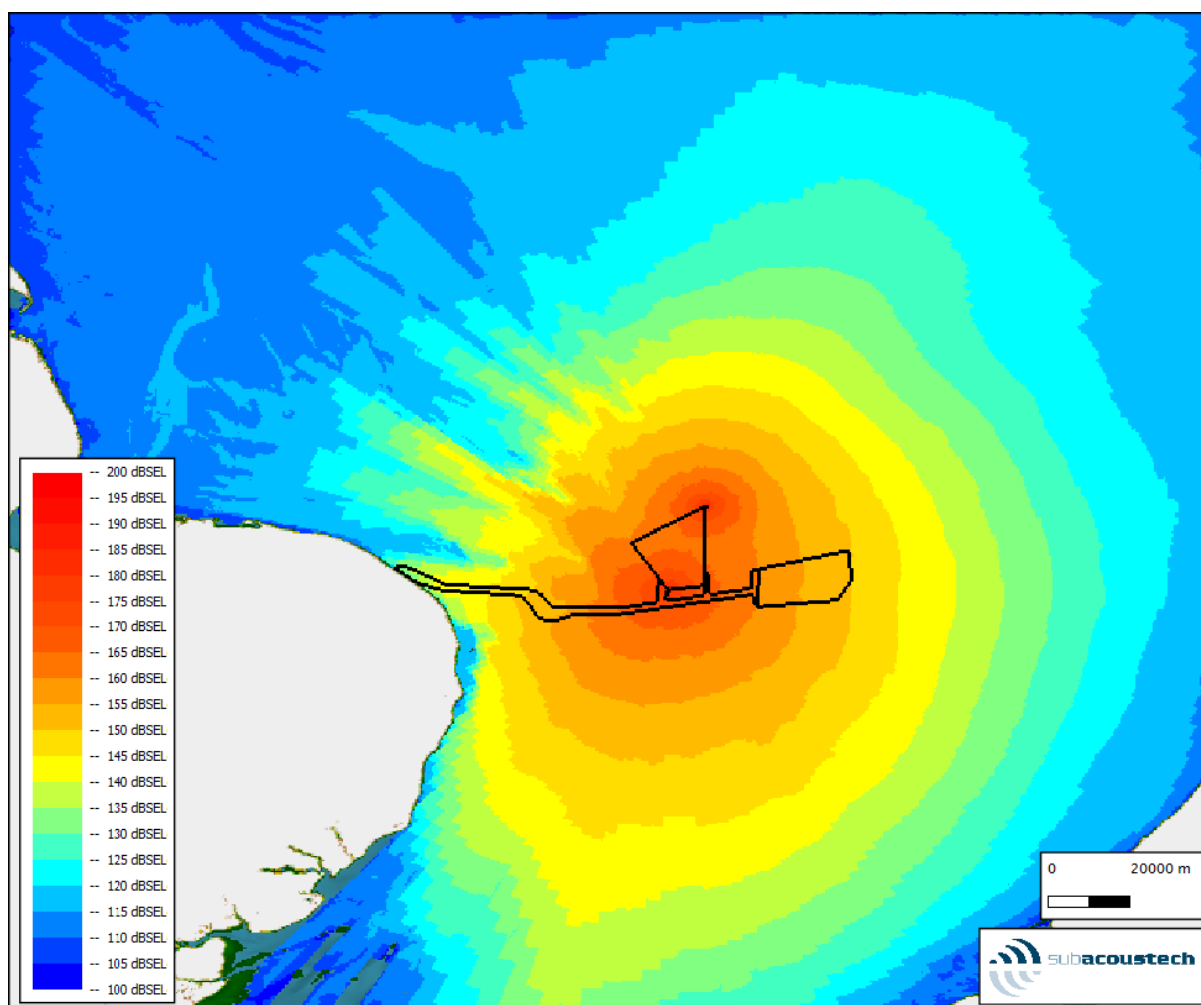 -- 200 dBSEL
-- 195 dBSEL
-- 190 dBSEL
-- 185 dBSEL
-- 180 dBSEL
-- 175 dBSEL
-- 170 dBSEL
-- 165 dBSEL
-- 160 dBSEL
-- 155 dBSEL
-- 150 dBSEL
-- 145 dBSEL
-- 140 dBSEL
-- 135 dBSEL
-- 130 dBSEL
-- 125 dBSEL
-- 120 dBSEL
-- 115 dBSEL
-- 110 dBSEL
-- 105 dBSEL
-- 100 dBSEL
0 20000 m
subacoustech